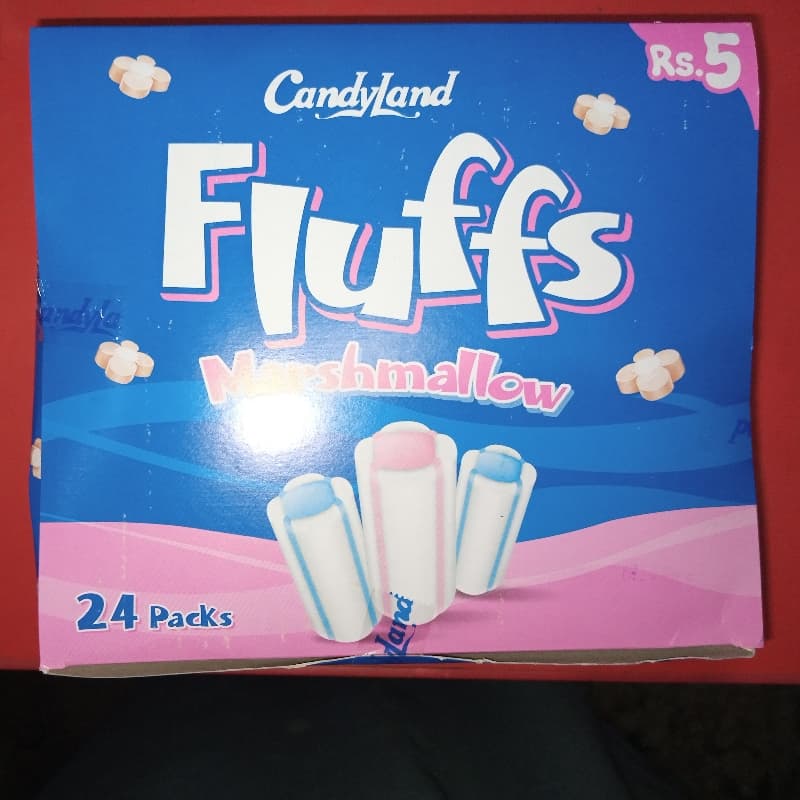 Rs.5
CandyLand
Fluffs
Marshmallow
24 Packs